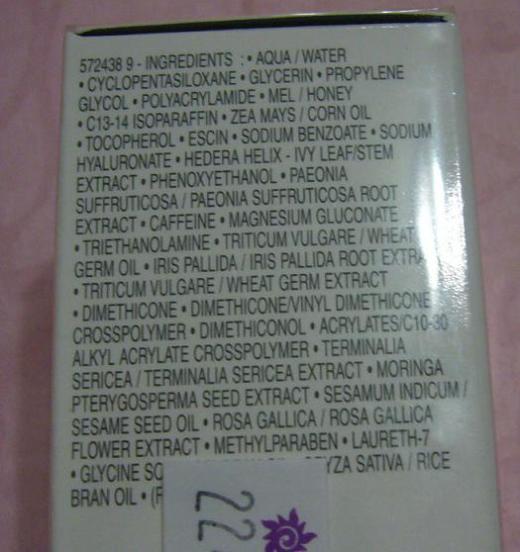 572438 9 - INGREDIENTS : • AQUA / WATER
• CYCLOPENTASILOXANE • GLYCERIN • PROPYLENE
GLYCOL • POLYACRYLAMIDE • MEL / HONEY
• C13-14 ISOPARAFFIN • ZEA MAYS / CORN OIL
• TOCOPHEROL • ESCIN • SODIUM BENZOATE • SODIUM
HYALURONATE • HEDERA HELIX - IVY LEAF/STEM
EXTRACT • PHENOXYETHANOL • PAEONIA
SUFFRUTICOSA / PAEONIA SUFFRUTICOSA ROOT
EXTRACT • CAFFEINE • MAGNESIUM GLUCONATE
• TRIETHANOLAMINE • TRITICUM VULGARE / WHEAT
GERM OIL • IRIS PALLIDA / IRIS PALLIDA ROOT EXTRA
• TRITICUM VULGARE / WHEAT GERM EXTRACT
• DIMETHICONE • DIMETHICONE/VINYL DIMETHICONE
CROSSPOLYMER • DIMETHICONOL • ACRYLATES/C10-30
ALKYL ACRYLATE CROSSPOLYMER • TERMINALIA
SERICEA / TERMINALIA SERICEA EXTRACT • MORINGA
PTERYGOSPERMA SEED EXTRACT • SESAMUM INDICUM /
SESAME SEED OIL • ROSA GALLICA / ROSA GALLICA
FLOWER EXTRACT • METHYLPARABEN • LAURETH-7
• GLYCINE SO SATIVA / RICE
BRAN OIL • (F
22